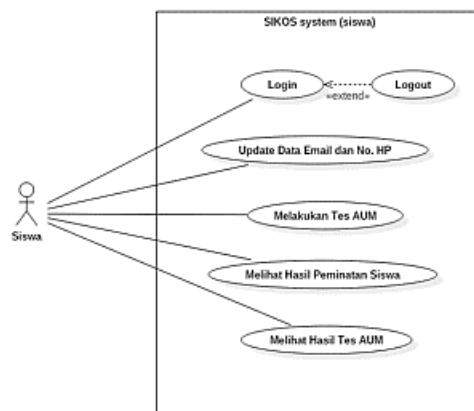 SIKOS system (siswa)
Login
Logout
«extend»
Update Data Email dan No. HP
Melakukan Tes AUM
Siswa
Melihat Hasil Peminatan Siswa
Melihat Hasil Tes AUM